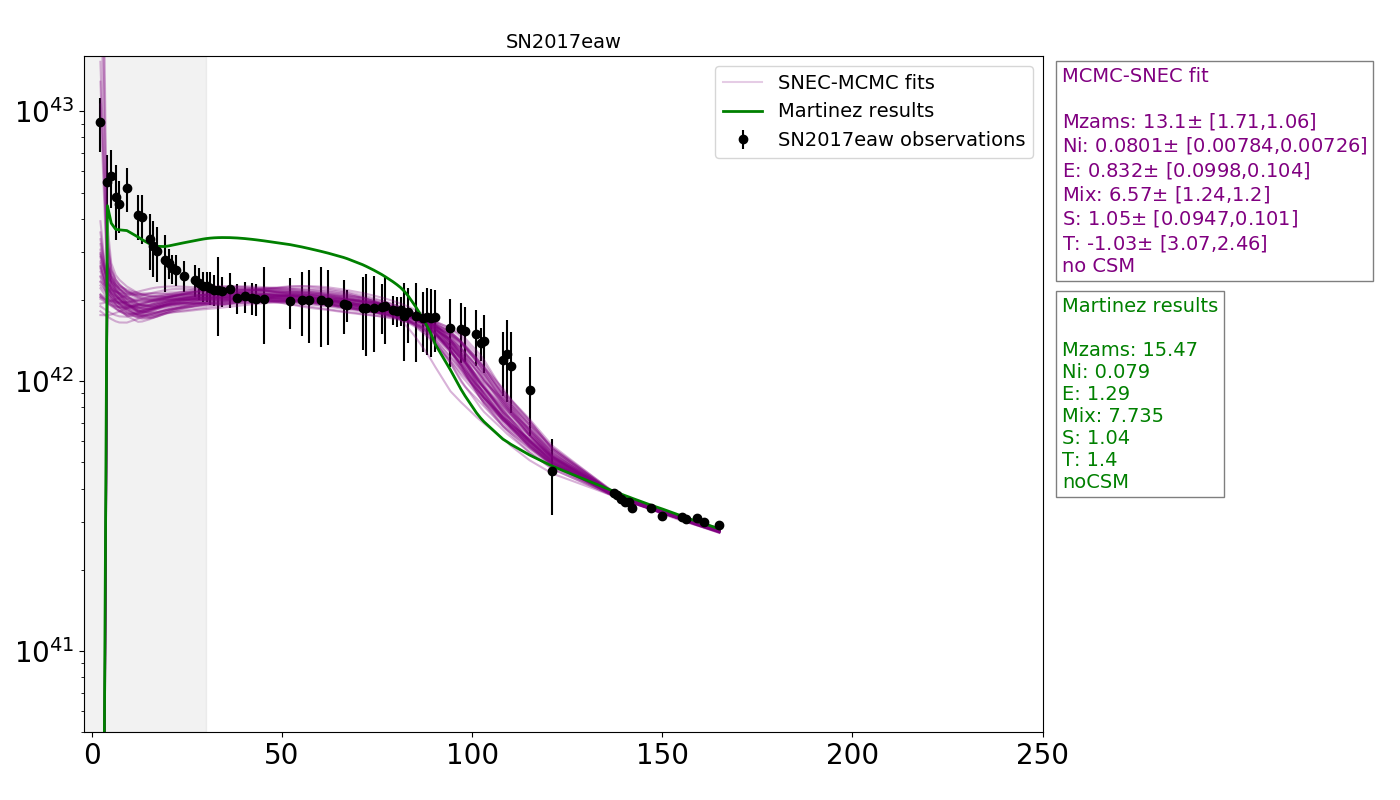 SN2017eaw
SNEC-MCMC fits
Martinez results
SN2017eaw observations
10^43
10^42
10^41
0 50 100 150 200 250
MCMC-SNEC fit
Mzams: 13.1± [1.71,1.06]
Ni: 0.0801± [0.00784,0.00726]
E: 0.832± [0.0998,0.104]
Mix: 6.57± [1.24,1.2]
S: 1.05± [0.0947,0.101]
T: -1.03± [3.07,2.46]
no CSM
Martinez results
Mzams: 15.47
Ni: 0.079
E: 1.29
Mix: 7.735
S: 1.04
T: 1.4
noCSM